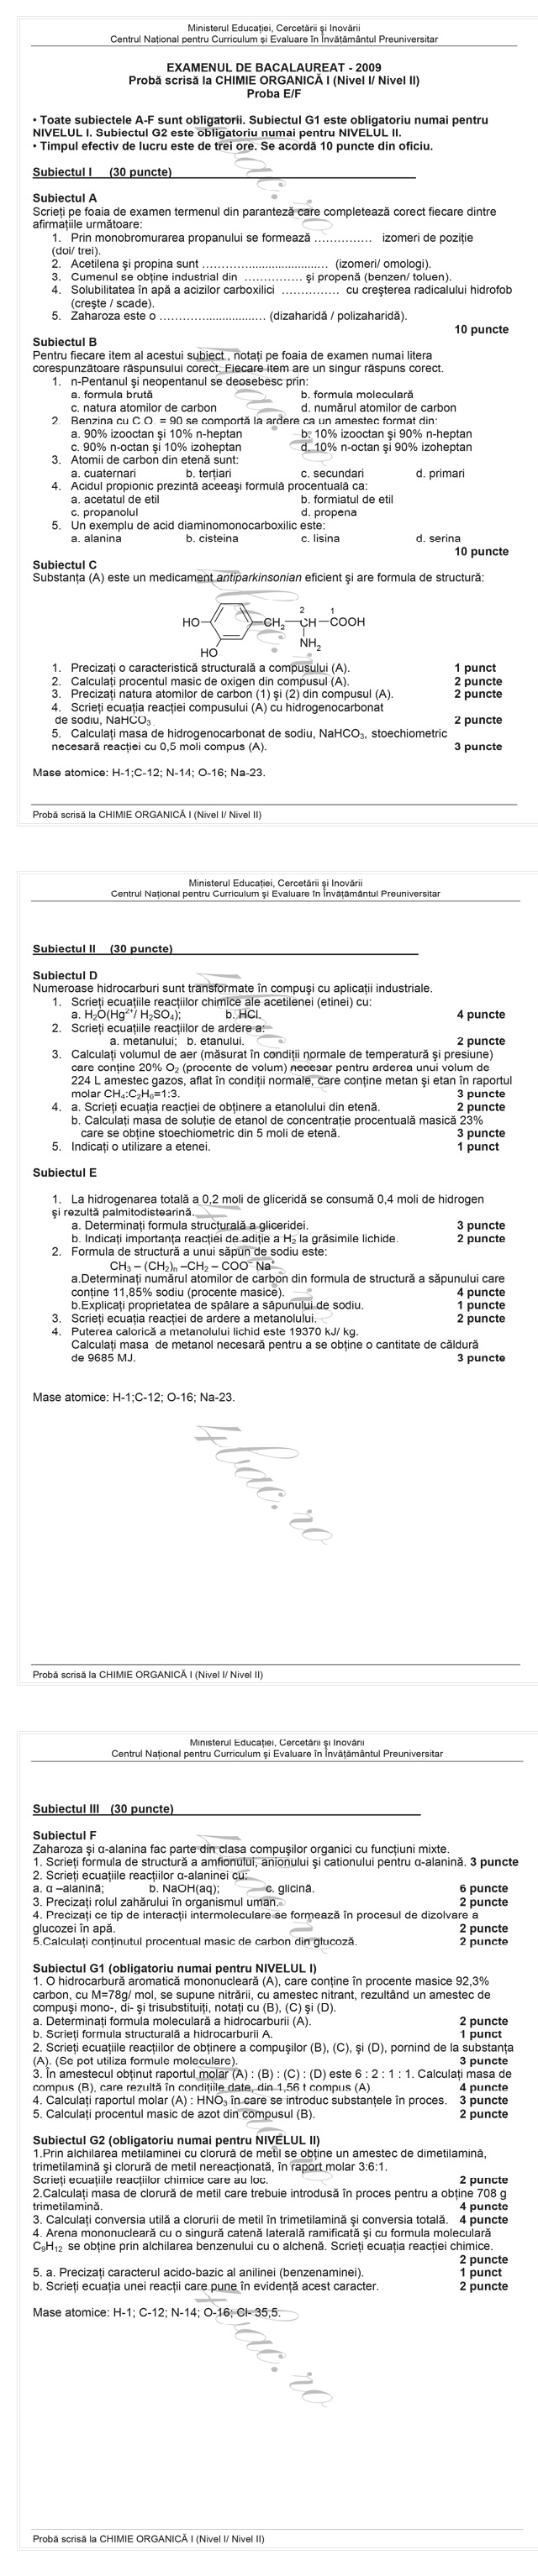 Ministerul Educaţiei, Cercetării şi Inovării
Centrul Naţional pentru Curriculum şi Evaluare în Învăţământul Preuniversitar
EXAMENUL DE BACALAUREAT - 2009
Probă scrisă la CHIMIE ORGANICĂ I (Nivel I/ Nivel II)
Proba E/F
• Toate subiectele A-F sunt obligatorii. Subiectul G1 este obligatoriu numai pentru
NIVELUL I. Subiectul G2 este obligatoriu numai pentru NIVELUL II.
• Timpul efectiv de lucru este de trei ore. Se acordă 10 puncte din oficiu.
Subiectul I (30 puncte)
Subiectul A
Scrieţi pe foaia de examen termenul din paranteză care completează corect fiecare dintre
afirmaţiile următoare:
1. Prin monobromurarea propanului se formează …………… izomeri de poziţie
(doi/ trei).
2. Acetilena şi propina sunt …………......................... (izomeri/ omologi).
3. Cumenul se obţine industrial din …………… şi propenă (benzen/ toluen).
4. Solubilitatea în apă a acizilor carboxilici …………… cu creşterea radicalului hidrofob
(creşte / scade).
5. Zaharoza este o …………................… (dizaharidă / polizaharidă).
10 puncte
Subiectul B
Pentru fiecare item al acestui subiect , notaţi pe foaia de examen numai litera
corespunzătoare răspunsului corect. Fiecare item are un singur răspuns corect.
1. n-Pentanul şi neopentanul se deosebesc prin:
a. formula brută b. formula moleculară
c. natura atomilor de carbon d. numărul atomilor de carbon
2. Benzina cu C.O. = 90 se comportă la ardere ca un amestec format din:
a. 90% izooctan şi 10% n-heptan b. 10% izooctan şi 90% n-heptan
c. 90% n-octan şi 10% izoheptan d. 10% n-octan şi 90% izoheptan
3. Atomii de carbon din etenă sunt:
a. cuaternari b. terţiari c. secundari d. primari
4. Acidul propionic prezintă aceeaşi formulă procentuală ca:
a. acetatul de etil b. formiatul de etil
c. propanolul d. propena
5. Un exemplu de acid diaminomonocarboxilic este:
a. alanina b. cisteina c. lisina d. serina
10 puncte
Subiectul C
Substanţa (A) este un medicament antiparkinsonian eficient şi are formula de structură:
2 1
HO CH₂ CH COOH
NH₂
HO
1. Precizaţi o caracteristică structurală a compusului (A). 1 punct
2. Calculaţi procentul masic de oxigen din compusul (A). 2 puncte
3. Precizaţi natura atomilor de carbon (1) şi (2) din compusul (A). 2 puncte
4. Scrieţi ecuaţia reacţiei compusului (A) cu hidrogenocarbonat
de sodiu, NaHCO₃ . 2 puncte
5. Calculaţi masa de hidrogenocarbonat de sodiu, NaHCO₃, stoechiometric
necesară reacţiei cu 0,5 moli compus (A). 3 puncte
Mase atomice: H-1;C-12; N-14; O-16; Na-23.
Probă scrisă la CHIMIE ORGANICĂ I (Nivel I/ Nivel II)
Ministerul Educaţiei, Cercetării şi Inovării
Centrul Naţional pentru Curriculum şi Evaluare în Învăţământul Preuniversitar
Subiectul II (30 puncte)
Subiectul D
Numeroase hidrocarburi sunt transformate în compuşi cu aplicaţii industriale.
1. Scrieţi ecuaţiile reacţiilor chimice ale acetilenei (etinei) cu:
a. H₂O(Hg²⁺/ H₂SO₄); b. HCl. 4 puncte
2. Scrieţi ecuaţiile reacţiilor de ardere a:
a. metanului; b. etanului. 2 puncte
3. Calculaţi volumul de aer (măsurat în condiţii normale de temperatură şi presiune)
care conţine 20% O₂ (procente de volum) necesar pentru arderea unui volum de
224 L amestec gazos, aflat în condiţii normale, care conţine metan şi etan în raportul
molar CH₄:C₂H₆=1:3. 3 puncte
4. a. Scrieţi ecuaţia reacţiei de obţinere a etanolului din etenă. 2 puncte
b. Calculaţi masa de soluţie de etanol de concentraţie procentuală masică 23%
care se obţine stoechiometric din 5 moli de etenă. 3 puncte
5. Indicaţi o utilizare a etenei. 1 punct
Subiectul E
1. La hidrogenarea totală a 0,2 moli de gliceridă se consumă 0,4 moli de hidrogen
şi rezultă palmitodistearină.
a. Determinaţi formula structurală a gliceridei. 3 puncte
b. Indicaţi importanţa reacţiei de adiţie a H₂ la grăsimile lichide. 2 puncte
2. Formula de structură a unui săpun de sodiu este:
CH₃ – (CH₂)ₙ –CH₂ – COO⁻ Na⁺
a.Determinaţi numărul atomilor de carbon din formula de structură a săpunului care
conţine 11,85% sodiu (procente masice). 4 puncte
b.Explicaţi proprietatea de spălare a săpunului de sodiu. 1 puncte
3. Scrieţi ecuaţia reacţiei de ardere a metanolului. 2 puncte
4. Puterea calorică a metanolului lichid este 19370 kJ/ kg.
Calculaţi masa de metanol necesară pentru a se obţine o cantitate de căldură
de 9685 MJ. 3 puncte
Mase atomice: H-1;C-12; O-16; Na-23.
Probă scrisă la CHIMIE ORGANICĂ I (Nivel I/ Nivel II)
Ministerul Educaţiei, Cercetării şi Inovării
Centrul Naţional pentru Curriculum şi Evaluare în Învăţământul Preuniversitar
Subiectul III (30 puncte)
Subiectul F
Zaharoza şi α-alanina fac parte din clasa compuşilor organici cu funcţiuni mixte.
1. Scrieţi formula de structură a amfionului, anionului şi cationului pentru α-alanină. 3 puncte
2. Scrieţi ecuaţiile reacţiilor α-alaninei cu:
a. α –alanină; b. NaOH(aq); c. glicină. 6 puncte
3. Precizaţi rolul zahărului în organismul uman. 2 puncte
4. Precizaţi ce tip de interacţii intermoleculare se formează în procesul de dizolvare a
glucozei în apă. 2 puncte
5.Calculaţi conţinutul procentual masic de carbon din glucoză. 2 puncte
Subiectul G1 (obligatoriu numai pentru NIVELUL I)
1. O hidrocarbură aromatică mononucleară (A), care conţine în procente masice 92,3%
carbon, cu M=78g/ mol, se supune nitrării, cu amestec nitrant, rezultând un amestec de
compuşi mono-, di- şi trisubstituiţi, notaţi cu (B), (C) şi (D).
a. Determinaţi formula moleculară a hidrocarburii (A). 2 puncte
b. Scrieţi formula structurală a hidrocarburii A. 1 punct
2. Scrieţi ecuaţiile reacţiilor de obţinere a compuşilor (B), (C), şi (D), pornind de la substanţa
(A). (Se pot utiliza formule moleculare). 3 puncte
3. În amestecul obţinut raportul molar (A) : (B) : (C) : (D) este 6 : 2 : 1 : 1. Calculaţi masa de
compus (B), care rezultă în condiţiile date, din 1,56 t compus (A). 4 puncte
4. Calculaţi raportul molar (A) : HNO₃ în care se introduc substanţele în proces. 3 puncte
5. Calculaţi procentul masic de azot din compusul (B). 2 puncte
Subiectul G2 (obligatoriu numai pentru NIVELUL II)
1.Prin alchilarea metilaminei cu clorură de metil se obţine un amestec de dimetilamină,
trimetilamină şi clorură de metil nereacţionată, în raport molar 3:6:1.
Scrieţi ecuaţiile reacţiilor chimice care au loc. 2 puncte
2.Calculaţi masa de clorură de metil care trebuie introdusă în proces pentru a obţine 708 g
trimetilamină. 4 puncte
3. Calculaţi conversia utilă a clorurii de metil în trimetilamină şi conversia totală. 4 puncte
4. Arena mononucleară cu o singură catenă laterală ramificată şi cu formula moleculară
C₉H₁₂ se obţine prin alchilarea benzenului cu o alchenă. Scrieţi ecuaţia reacţiei chimice.
2 puncte
5. a. Precizaţi caracterul acido-bazic al anilinei (benzenaminei). 1 punct
b. Scrieţi ecuaţia unei reacţii care pune în evidenţă acest caracter. 2 puncte
Mase atomice: H-1; C-12; N-14; O-16; Cl- 35,5.
Probă scrisă la CHIMIE ORGANICĂ I (Nivel I/ Nivel II)